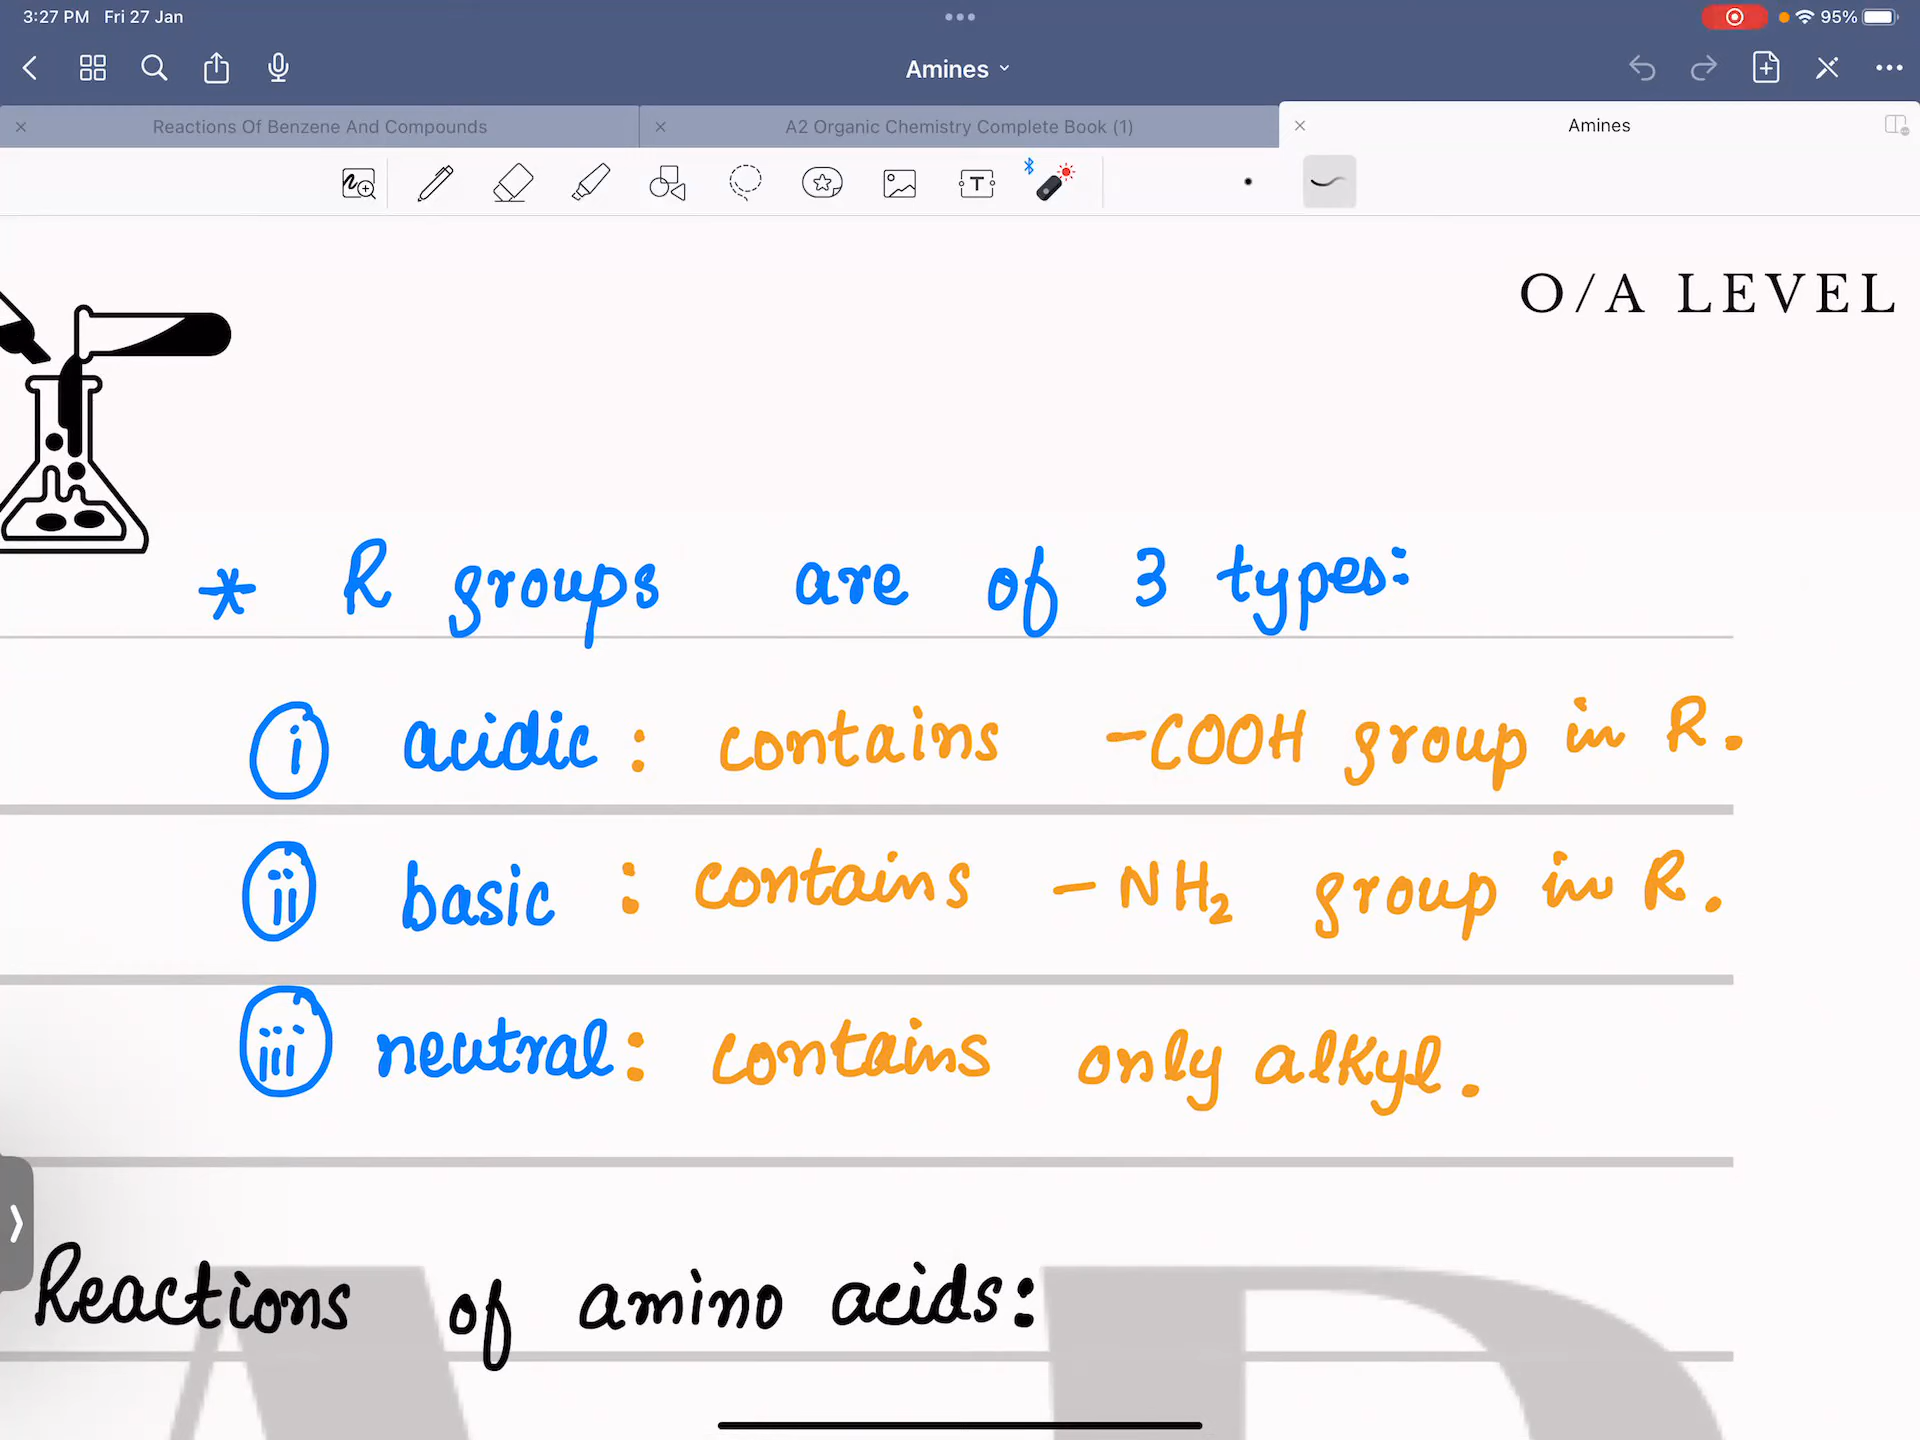 3:27 PM Fri 27 Jan
95%
Amines
Reactions Of Benzene And Compounds
A2 Organic Chemistry Complete Book (1)
Amines
T
O/A LEVEL
* R groups are of 3 types:
i acidic : contains -COOH group in R.
ii basic : contains - NH₂ group in R.
iii neutral : contains only alkyl.
Reactions of amino acids: